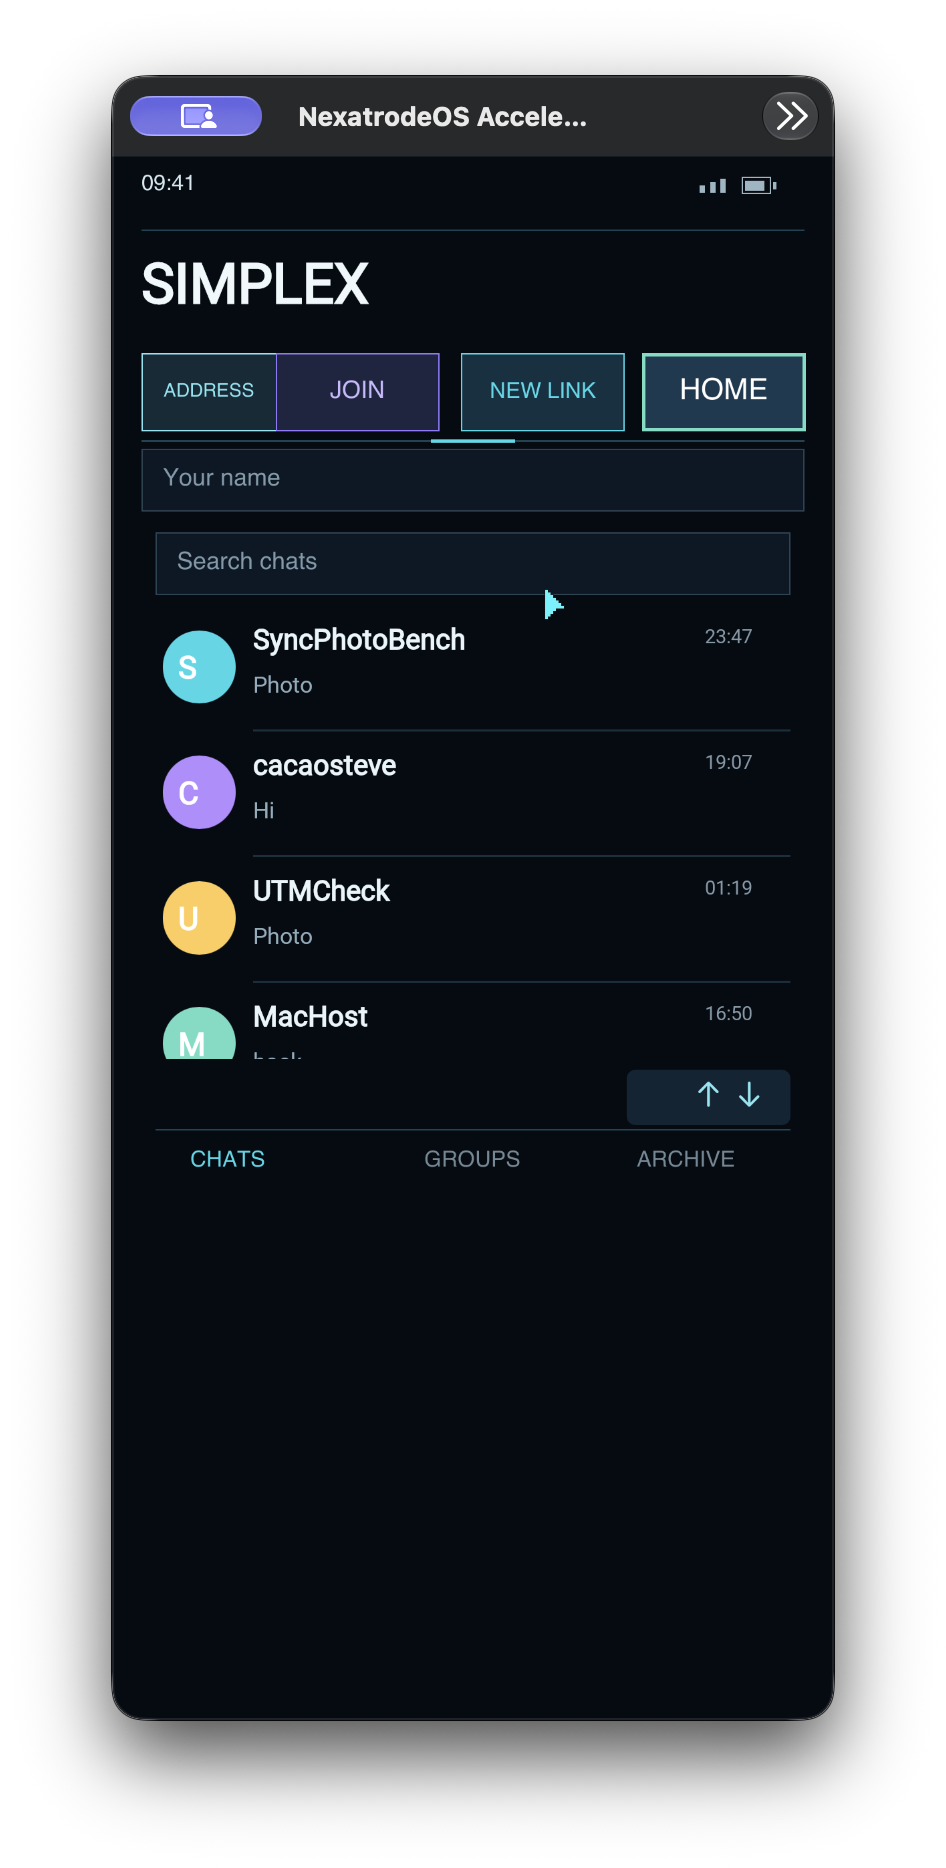 NexatrodeOS Accele...
09:41
SIMPLEX
ADDRESS JOIN NEW LINK HOME
Your name
Search chats
S SyncPhotoBench 23:47
Photo
C cacaosteve 19:07
Hi
U UTMCheck 01:19
Photo
M MacHost 16:50
CHATS GROUPS ARCHIVE